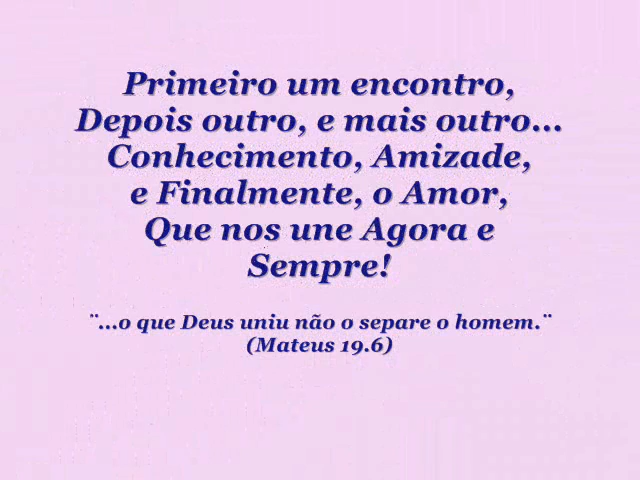 Primeiro um encontro,
Depois outro, e mais outro...
Conhecimento, Amizade,
e Finalmente, o Amor,
Que nos une Agora e
Sempre!
¨...o que Deus uniu não o separe o homem.¨
(Mateus 19.6)